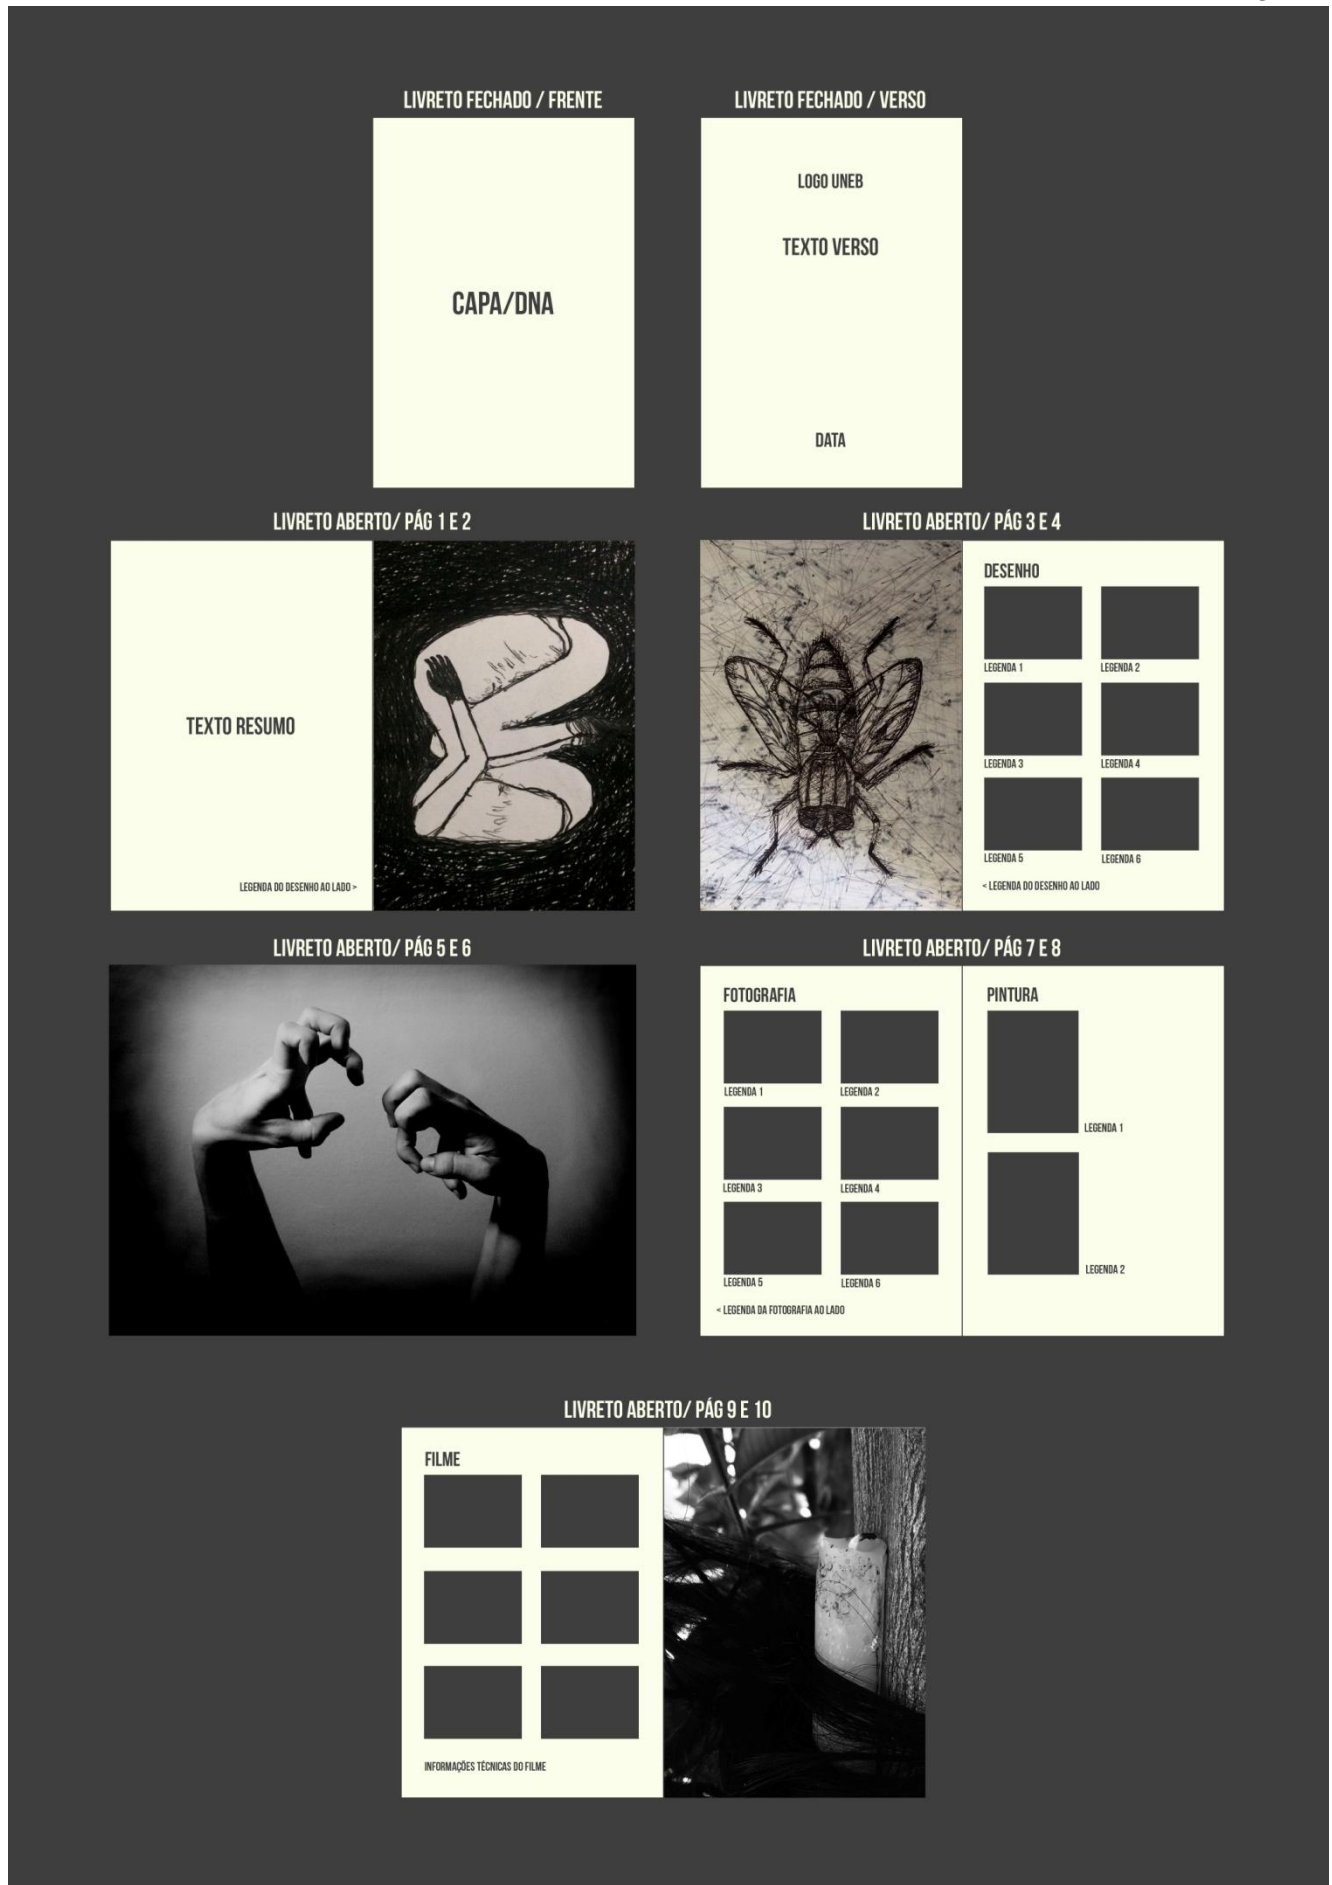 LIVRETO FECHADO / FRENTE
CAPA/DNA
LIVRETO FECHADO / VERSO
LOGO UNEB
TEXTO VERSO
DATA
LIVRETO ABERTO/ PÁG 1 E 2
TEXTO RESUMO
LEGENDA DO DESENHO AO LADO >
LIVRETO ABERTO/ PÁG 3 E 4
DESENHO
LEGENDA 1
LEGENDA 2
LEGENDA 3
LEGENDA 4
LEGENDA 5
LEGENDA 6
< LEGENDA DO DESENHO AO LADO
LIVRETO ABERTO/ PÁG 5 E 6
LIVRETO ABERTO/ PÁG 7 E 8
FOTOGRAFIA
LEGENDA 1
LEGENDA 2
LEGENDA 3
LEGENDA 4
LEGENDA 5
LEGENDA 6
< LEGENDA DA FOTOGRAFIA AO LADO
PINTURA
LEGENDA 1
LEGENDA 2
LIVRETO ABERTO/ PÁG 9 E 10
FILME
INFORMAÇÕES TÉCNICAS DO FILME